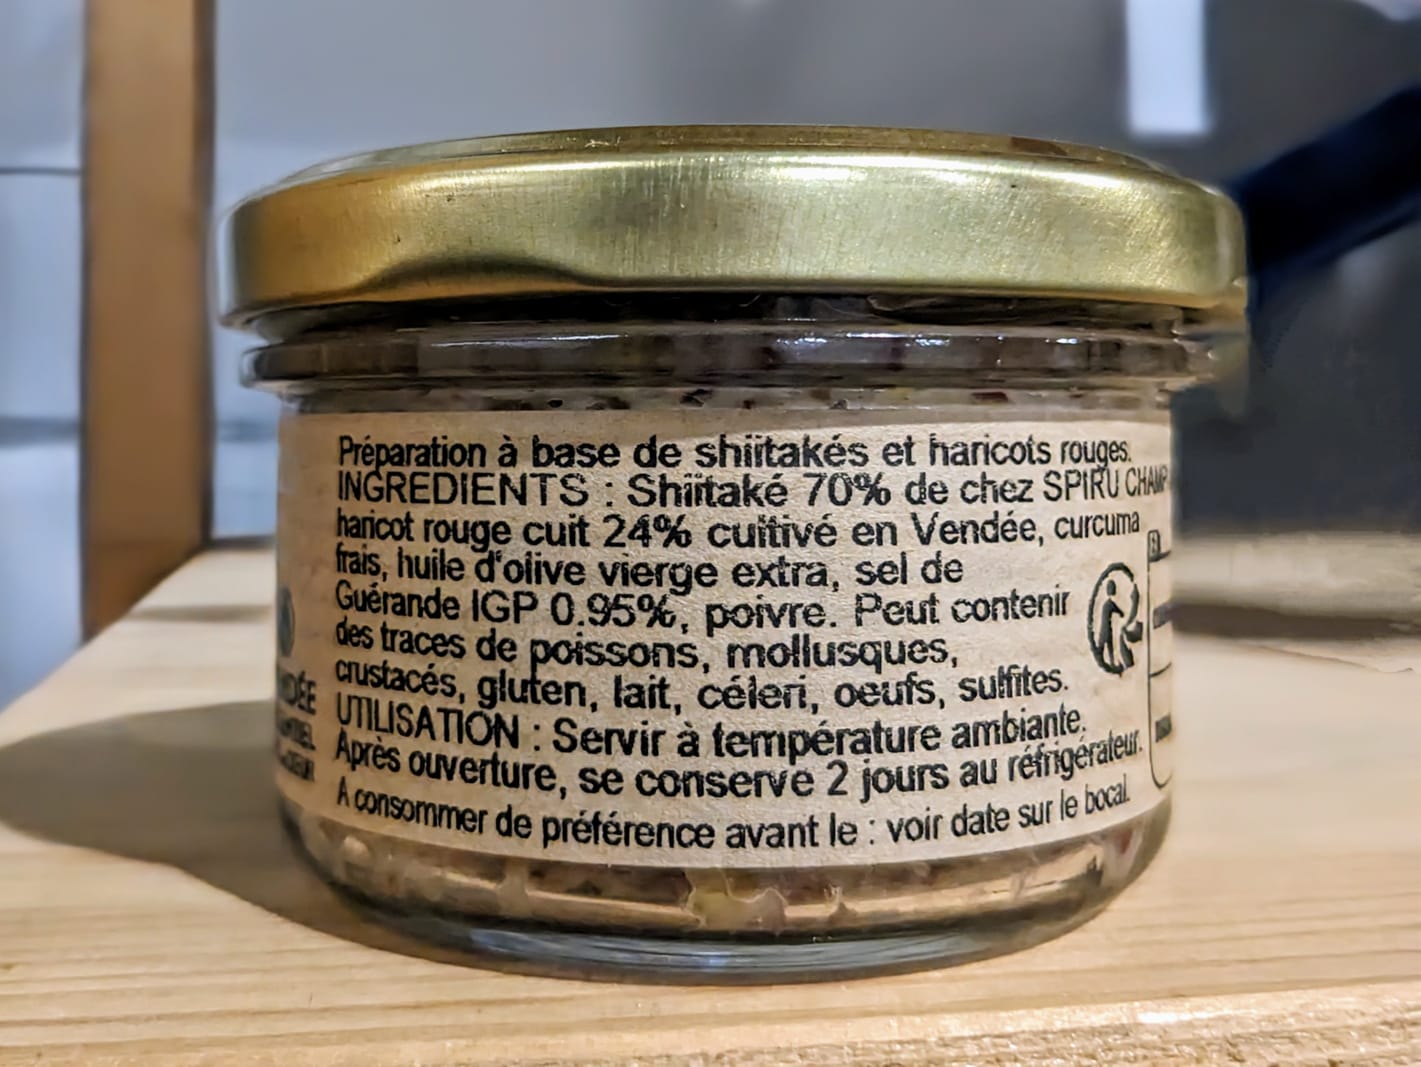 Préparation à base de shiitakés et haricots rouges.
INGREDIENTS : Shiitaké 70% de chez SPIRU CHAMP
haricot rouge cuit 24% cultivé en Vendée, curcuma
frais, huile d'olive vierge extra, sel de
Guérande IGP 0.95%, poivre. Peut contenir
des traces de poissons, mollusques,
crustacés, gluten, lait, céleri, oeufs, sulfites.
UTILISATION : Servir à température ambiante.
Après ouverture, se conserve 2 jours au réfrigérateur.
A consommer de préférence avant le : voir date sur le bocal.